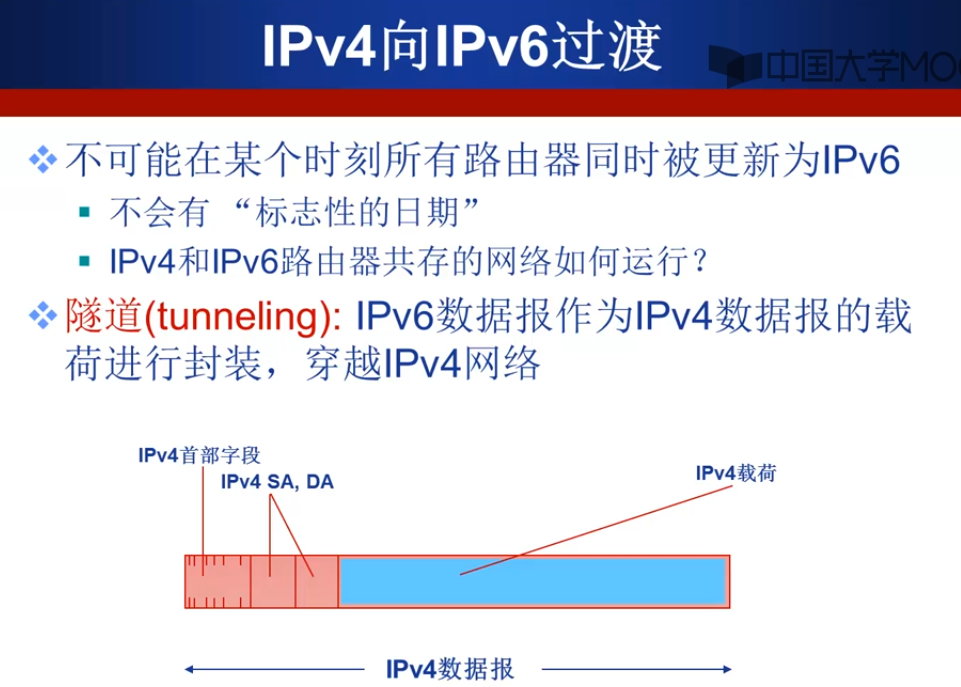 IPv4向IPv6过渡
中国大学MO
不可能在某个时刻所有路由器同时被更新为IPv6
不会有 “标志性的日期”
IPv4和IPv6路由器共存的网络如何运行？
隧道(tunneling): IPv6数据报作为IPv4数据报的载
荷进行封装，穿越IPv4网络
IPv4首部字段
IPv4 SA, DA
IPv4载荷
IPv4数据报